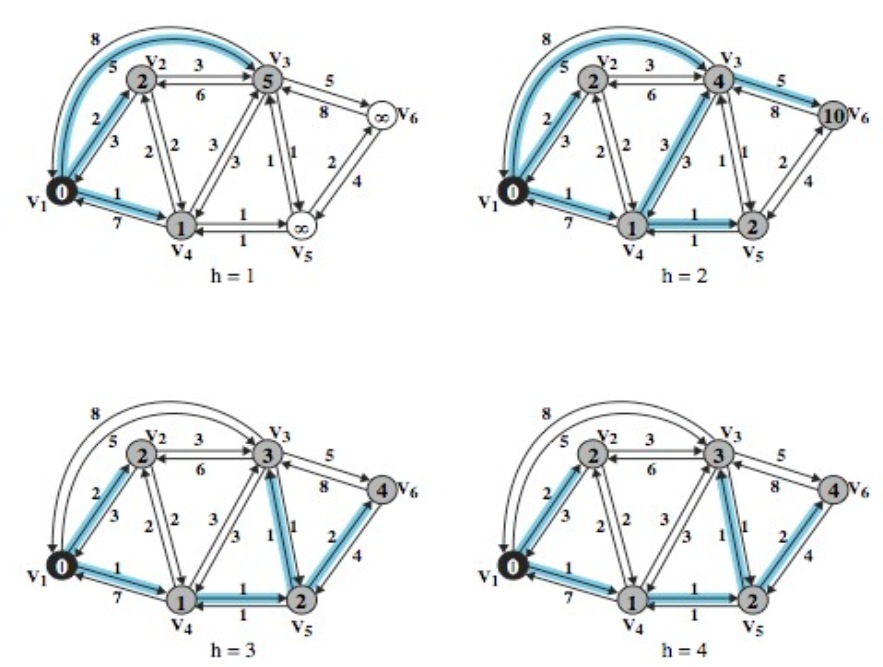 8
V2 3 V3
5 2 6 5 5
8 ∞ V6
2 3 2 2 3 3 1 1 2 4
0
V1 1 7 1 1 1 ∞
V4 V5
h = 1
8
V2 3 V3
5 2 6 4 5
8 10 V6
2 3 2 2 3 3 1 1 2 4
0
V1 1 7 1 1 1 2
V4 V5
h = 2
8
V2 3 V3
5 2 6 3 5
8 4 V6
2 3 2 2 3 3 1 1 2 4
0
V1 1 7 1 1 1 2
V4 V5
h = 3
8
V2 3 V3
5 2 6 3 5
8 4 V6
2 3 2 2 3 3 1 1 2 4
0
V1 1 7 1 1 1 2
V4 V5
h = 4